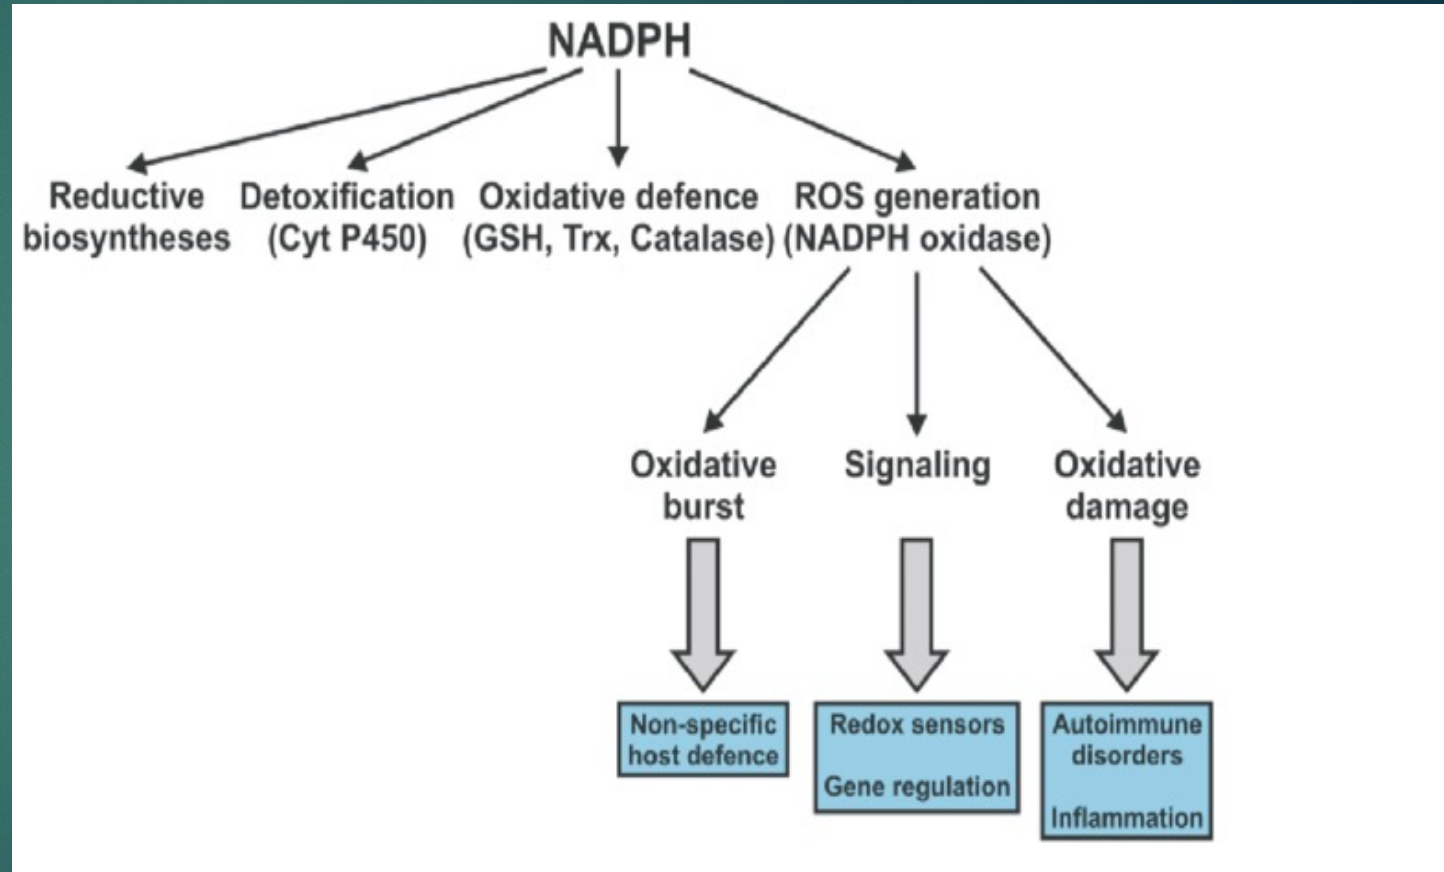 NADPH
Reductive
biosyntheses
Detoxification
(Cyt P450)
Oxidative defence
(GSH, Trx, Catalase)
ROS generation
(NADPH oxidase)
Oxidative
burst
Signaling
Oxidative
damage
Non-specific
host defence
Redox sensors
Gene regulation
Autoimmune
disorders
Inflammation